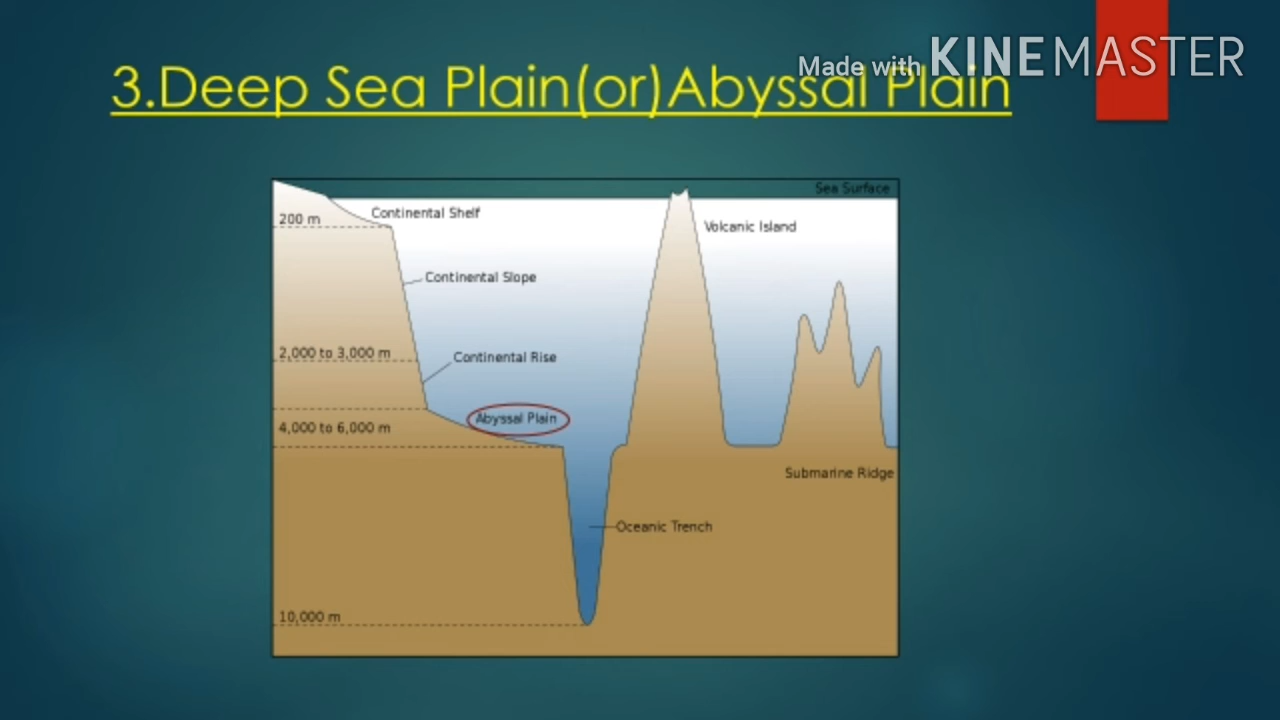 Made with KINEMASTER
3.Deep Sea Plain(or)Abyssal Plain
Sea Surface
Continental Shelf
200 m
Volcanic Island
Continental Slope
2,000 to 3,000 m
Continental Rise
Abyssal Plain
4,000 to 6,000 m
Submarine Ridge
Oceanic Trench
10,000 m